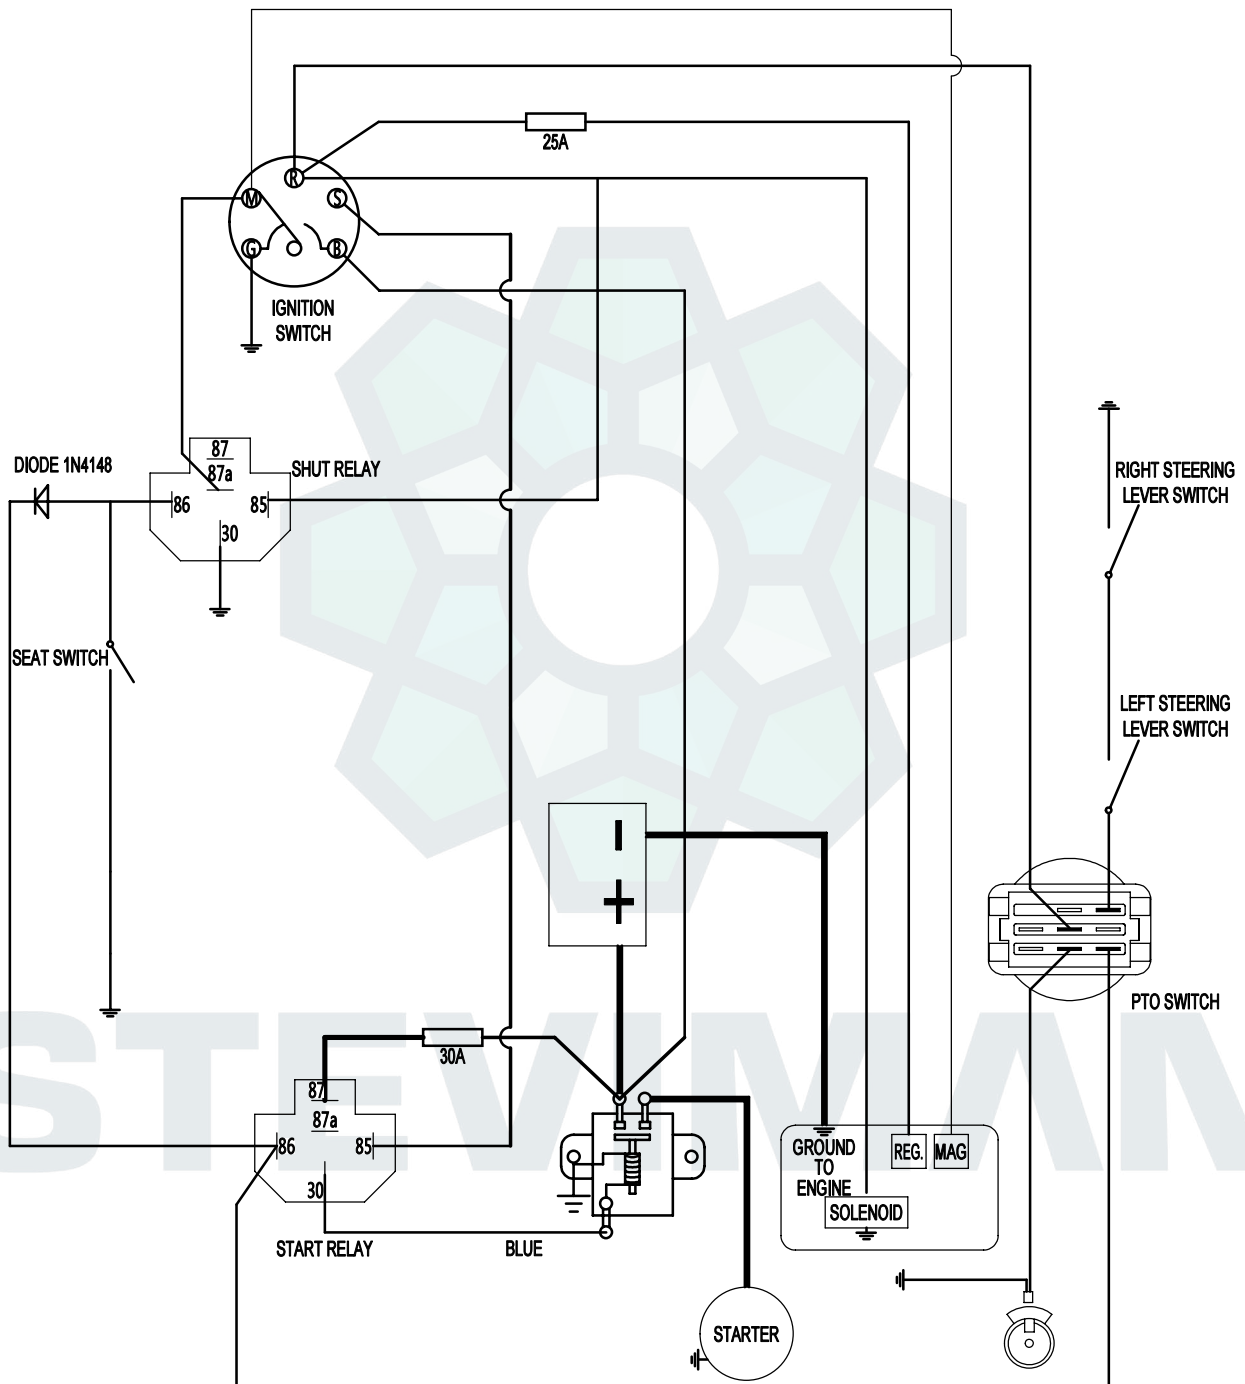 25A
R
M
S
G
B
IGNITION
SWITCH
DIODE 1N4148
87
87a
86
85
30
SHUT RELAY
RIGHT STEERING
LEVER SWITCH
SEAT SWITCH
LEFT STEERING
LEVER SWITCH
PTO SWITCH
30A
87
87a
86
85
30
START RELAY
BLUE
GROUND
TO
ENGINE
REG.
MAG
SOLENOID
STARTER
STEVIMAN